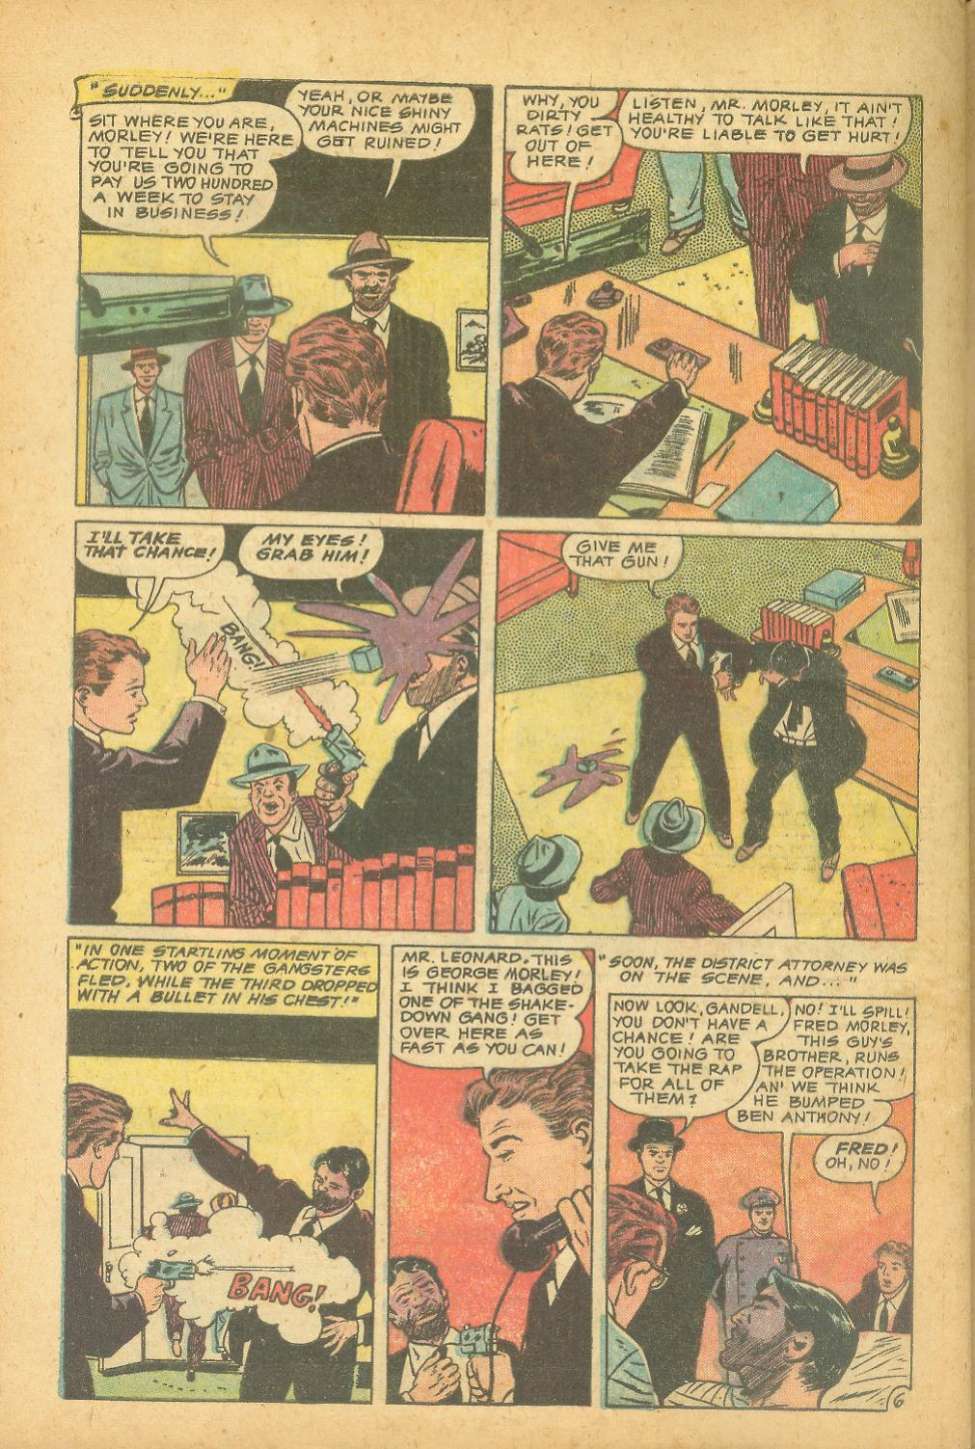 "SUDDENLY..."
SIT WHERE YOU ARE,
MORLEY! WE'RE HERE
TO TELL YOU THAT
YOU'RE GOING TO
PAY US TWO HUNDRED
A WEEK TO STAY
IN BUSINESS!
YEAH, OR MAYBE
YOUR NICE SHINY
MACHINES MIGHT
GET RUINED!
WHY, YOU
DIRTY
RATS! GET
OUT OF
HERE!
LISTEN, MR. MORLEY, IT AIN'T
HEALTHY TO TALK LIKE THAT!
YOU'RE LIABLE TO GET HURT!
I'LL TAKE
THAT CHANCE!
MY EYES!
GRAB HIM!
BANG!
GIVE ME
THAT GUN!
"IN ONE STARTLING MOMENT OF
ACTION, TWO OF THE GANGSTERS
FLED, WHILE THE THIRD DROPPED
WITH A BULLET IN HIS CHEST!"
BANG!
MR. LEONARD, THIS
IS GEORGE MORLEY!
I THINK I BAGGED
ONE OF THE SHAKE-
DOWN GANG! GET
OVER HERE AS
FAST AS YOU CAN!
"SOON, THE DISTRICT ATTORNEY WAS
ON THE SCENE, AND..."
NOW LOOK, GANDELL,
YOU DON'T HAVE A
CHANCE! ARE
YOU GOING TO
TAKE THE RAP
FOR ALL OF
THEM?
NO! I'LL SPILL!
FRED MORLEY,
THIS GUY'S
BROTHER, RUNS
THE OPERATION!
AN' WE THINK
HE BUMPED
BEN ANTHONY!
FRED!
OH, NO!
6